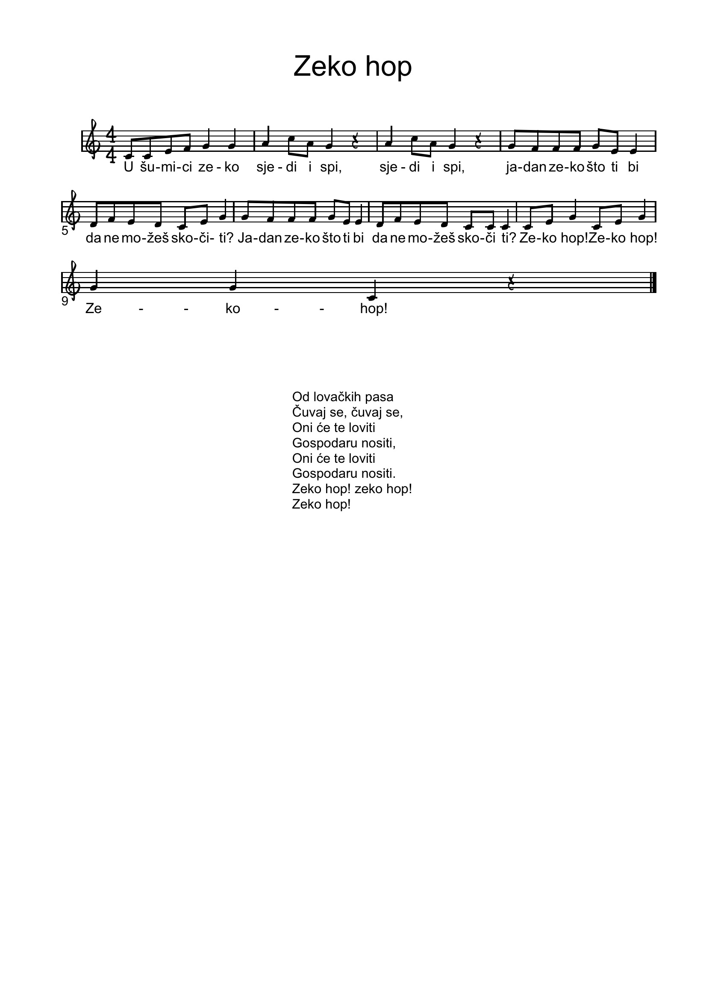 Zeko hop
4
4
U šu-mi-ci ze-ko sje-di i spi, sje-di i spi, ja-dan ze-ko što ti bi
5
da ne mo-žeš sko-či- ti? Ja-dan ze-ko što ti bi da ne mo-žeš sko-či ti? Ze-ko hop! Ze-ko hop!
9
Ze - - ko - - hop!
Od lovačkih pasa
Čuvaj se, čuvaj se,
Oni će te loviti
Gospodaru nositi,
Oni će te loviti
Gospodaru nositi.
Zeko hop! zeko hop!
Zeko hop!